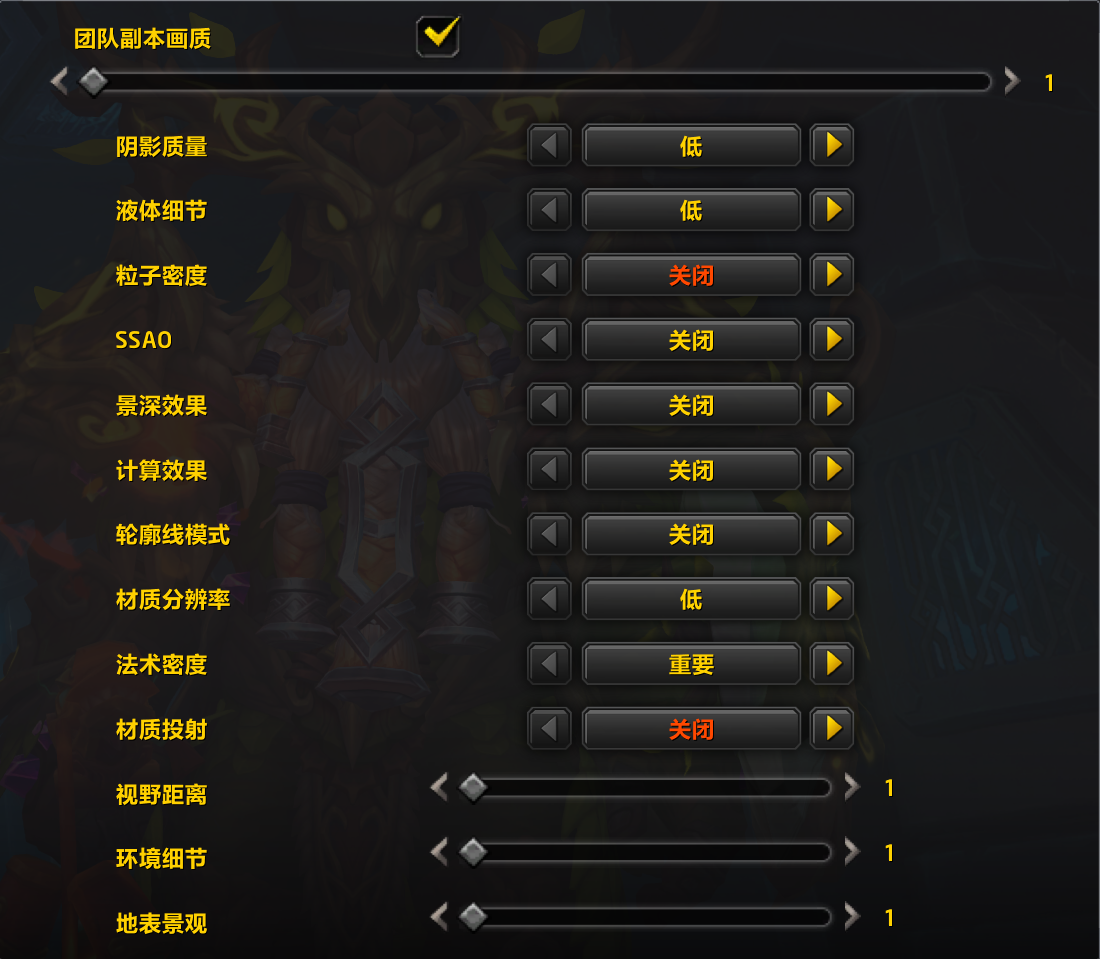 团队副本画质
1
阴影质量 低
液体细节 低
粒子密度 关闭
SSAO 关闭
景深效果 关闭
计算效果 关闭
轮廓线模式 关闭
材质分辨率 低
法术密度 重要
材质投射 关闭
视野距离 1
环境细节 1
地表景观 1